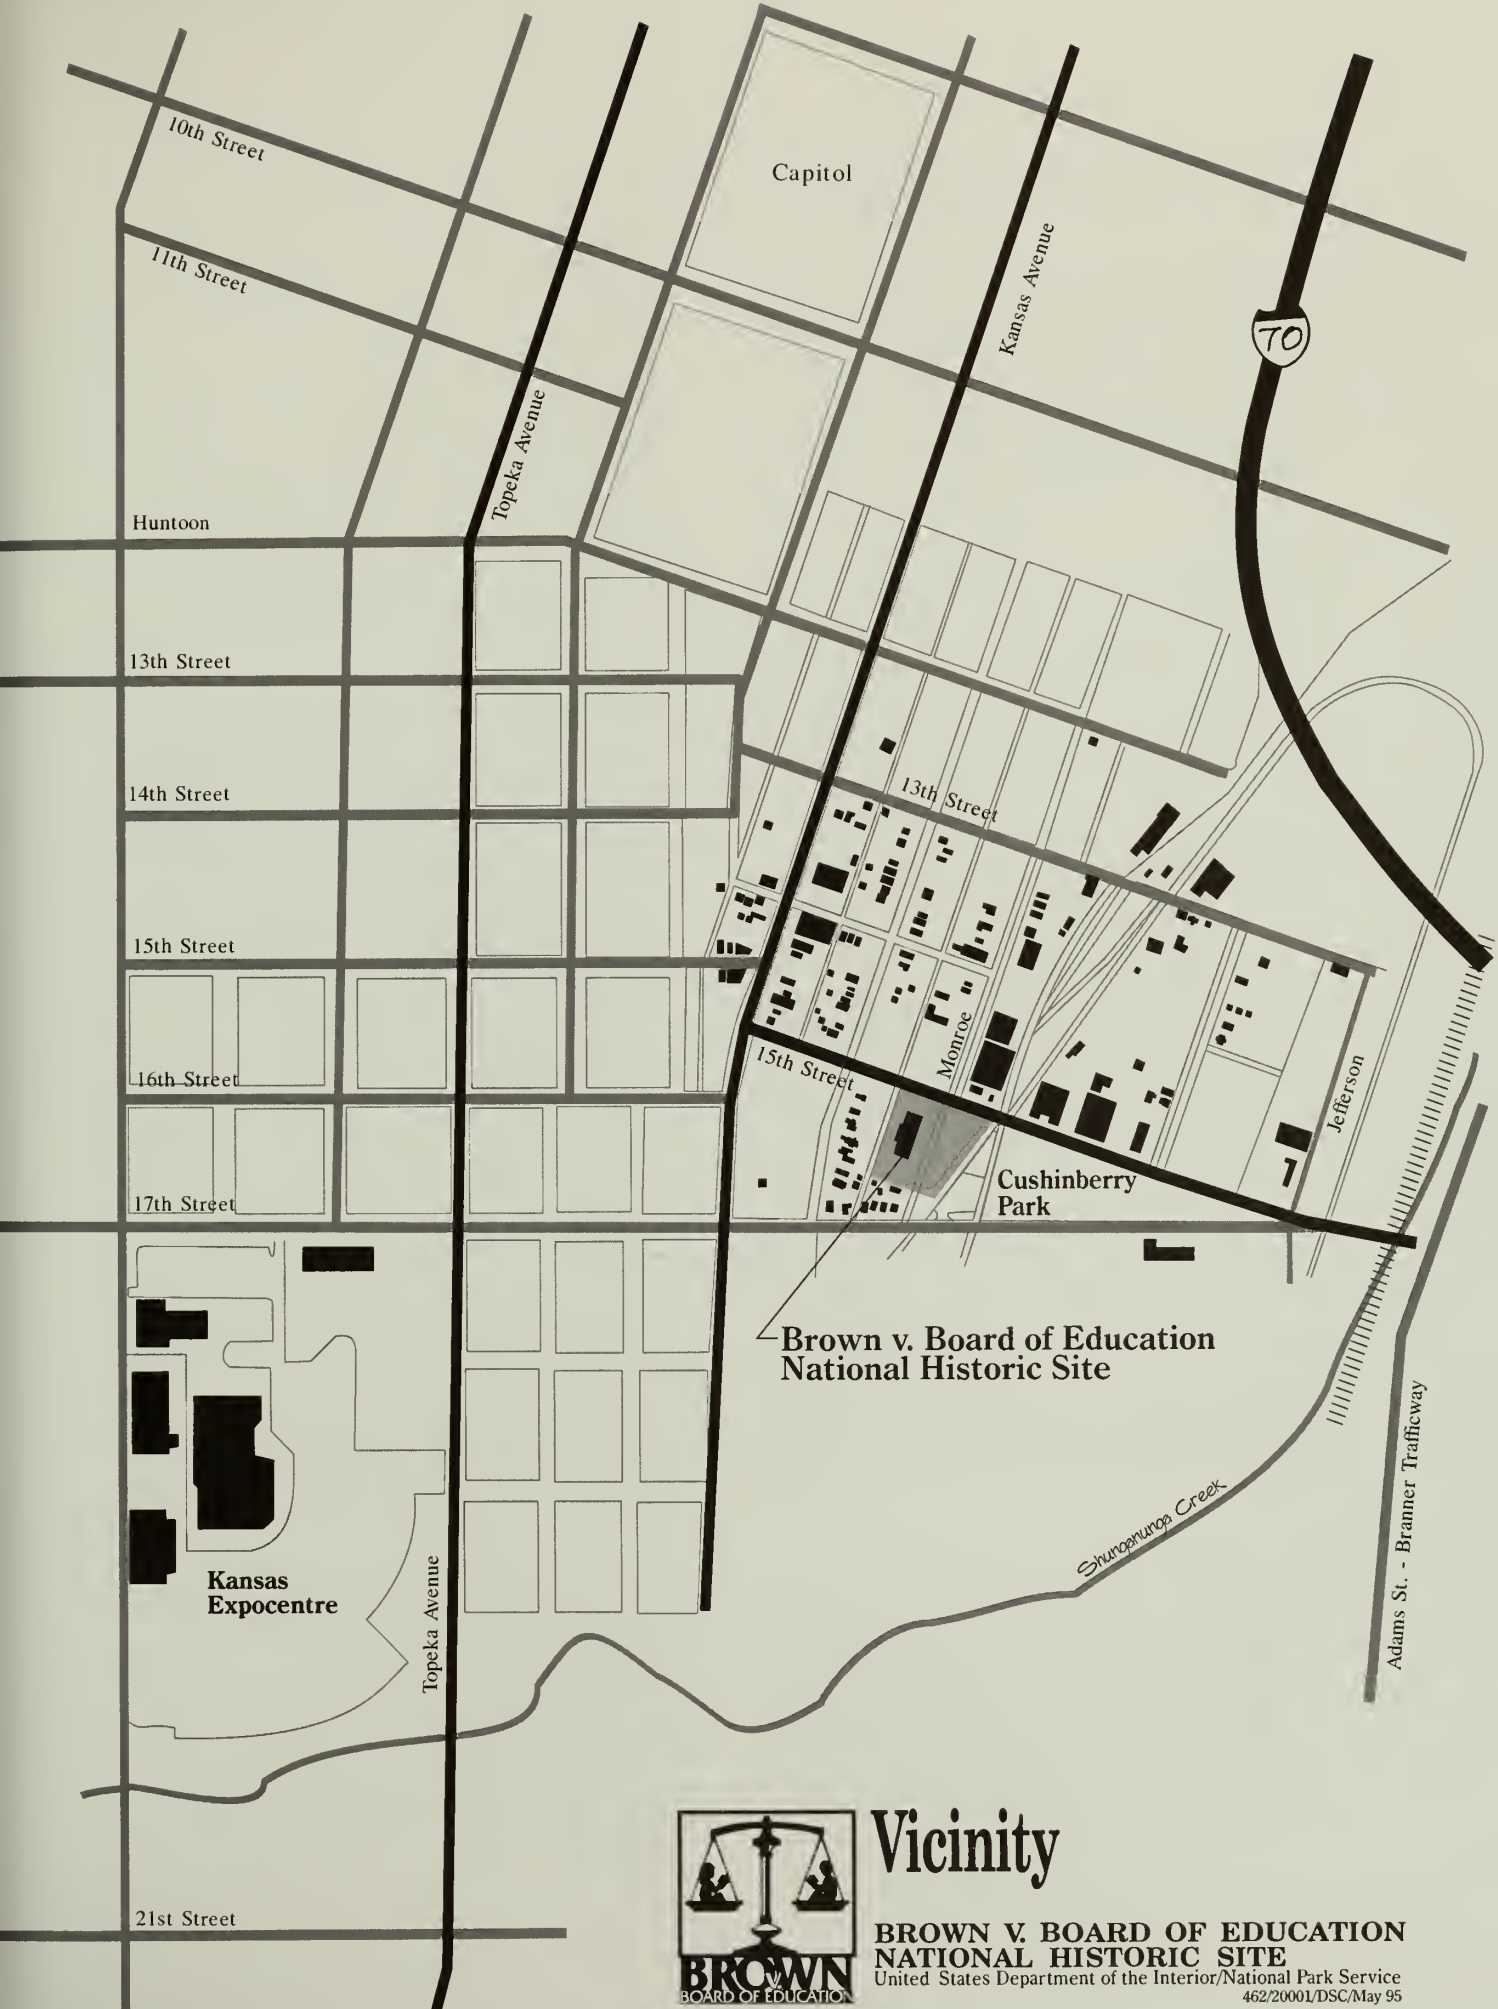 10th Street
Capitol
11th Street
Kansas Avenue
70
Topeka Avenue
Huntoon
13th Street
14th Street
13th Street
15th Street
Monroe
15th Street
16th Street
Jefferson
Cushinberry
Park
17th Street
Brown v. Board of Education
National Historic Site
Adams St. - Branner Trafficway
Shunganunga Creek
Kansas
Expocentre
Topeka Avenue
21st Street
Vicinity
BROWN V. BOARD OF EDUCATION
NATIONAL HISTORIC SITE
United States Department of the Interior/National Park Service
462/20001/DSC/May 95
BROWN
V.
BOARD OF EDUCATION